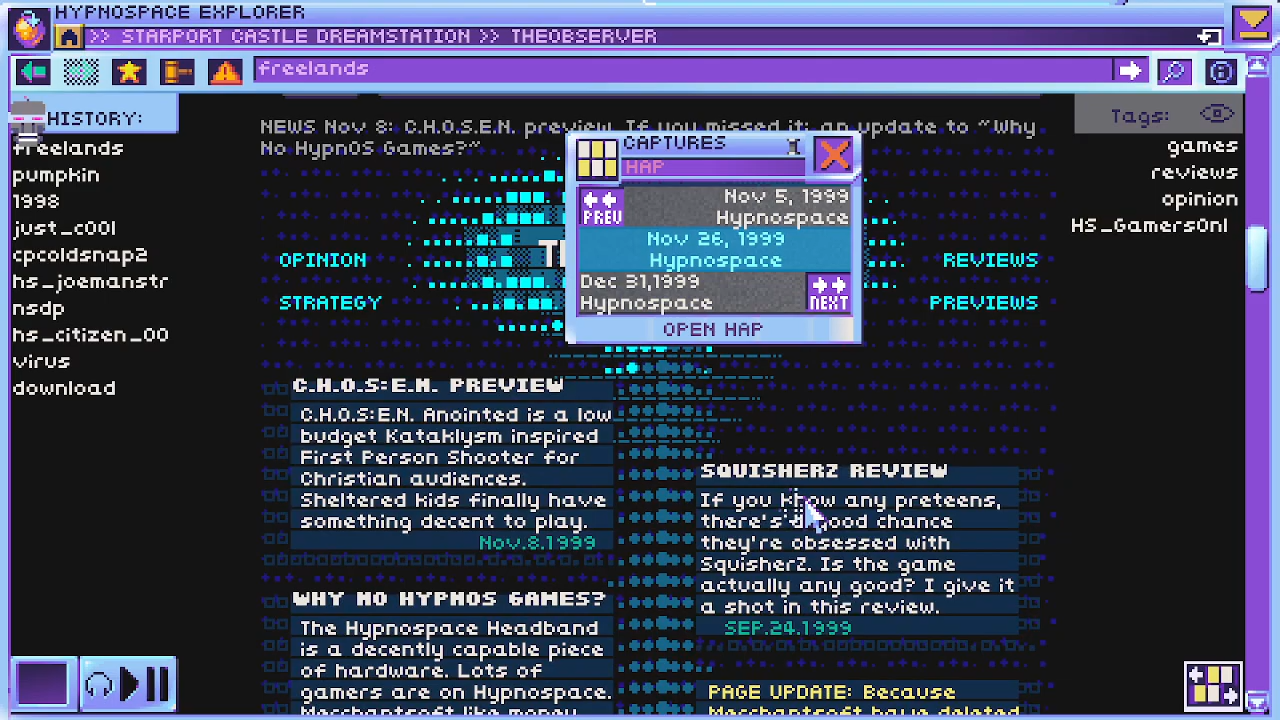 HYPNOSPACE EXPLORER
>> STARPORT CASTLE DREAMSTATION >> THEOBSERVER
freelands
HISTORY:
freelands
pumpkin
1998
just_c00l
cpcoldsnap2
hs_joemanstr
nsdp
hs_citizen_00
virus
download
NEWS Nov 8: C.H.O.S:E.N. preview. If you missed it: an update to "Why
No HypnOS Games?"
CAPTURES
HAP
PREV
Nov 5, 1999
Hypnospace
Nov 26, 1999
Hypnospace
Dec 31,1999
Hypnospace
NEXT
OPEN HAP
OPINION
STRATEGY
REVIEWS
PREVIEWS
C.H.O.S:E.N. PREVIEW
C.H.O.S:E.N Anointed is a low
budget Kata Klysm inspired
First Person Shooter for
Christian audiences.
Sheltered kids finally have
something decent to play.
Nov.8.1999
WHY NO HYPNOS GAMES?
The Hypnospace Headband
is a decently capable piece
of hardware. Lots of
gamers are on Hypnospace.
Merchantsoft like
SQUISHERZ REVIEW
If you know any preteens,
there's a good chance
they're obsessed with
SquisherZ. Is the game
actually any good? I give it
a shot in this review.
SEP.24.1999
PAGE UPDATE: Because
Merchantsoft have deleted
Tags:
games
reviews
opinion
HS_GamersOnl